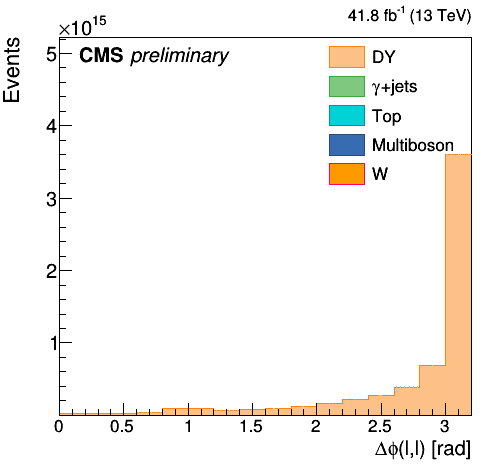 41.8 fb⁻¹ (13 TeV)
×10¹⁵
Events
CMS preliminary
DY
γ+jets
Top
Multiboson
W
5
4
3
2
1
0 0.5 1 1.5 2 2.5 3
Δϕ(l,l) [rad]